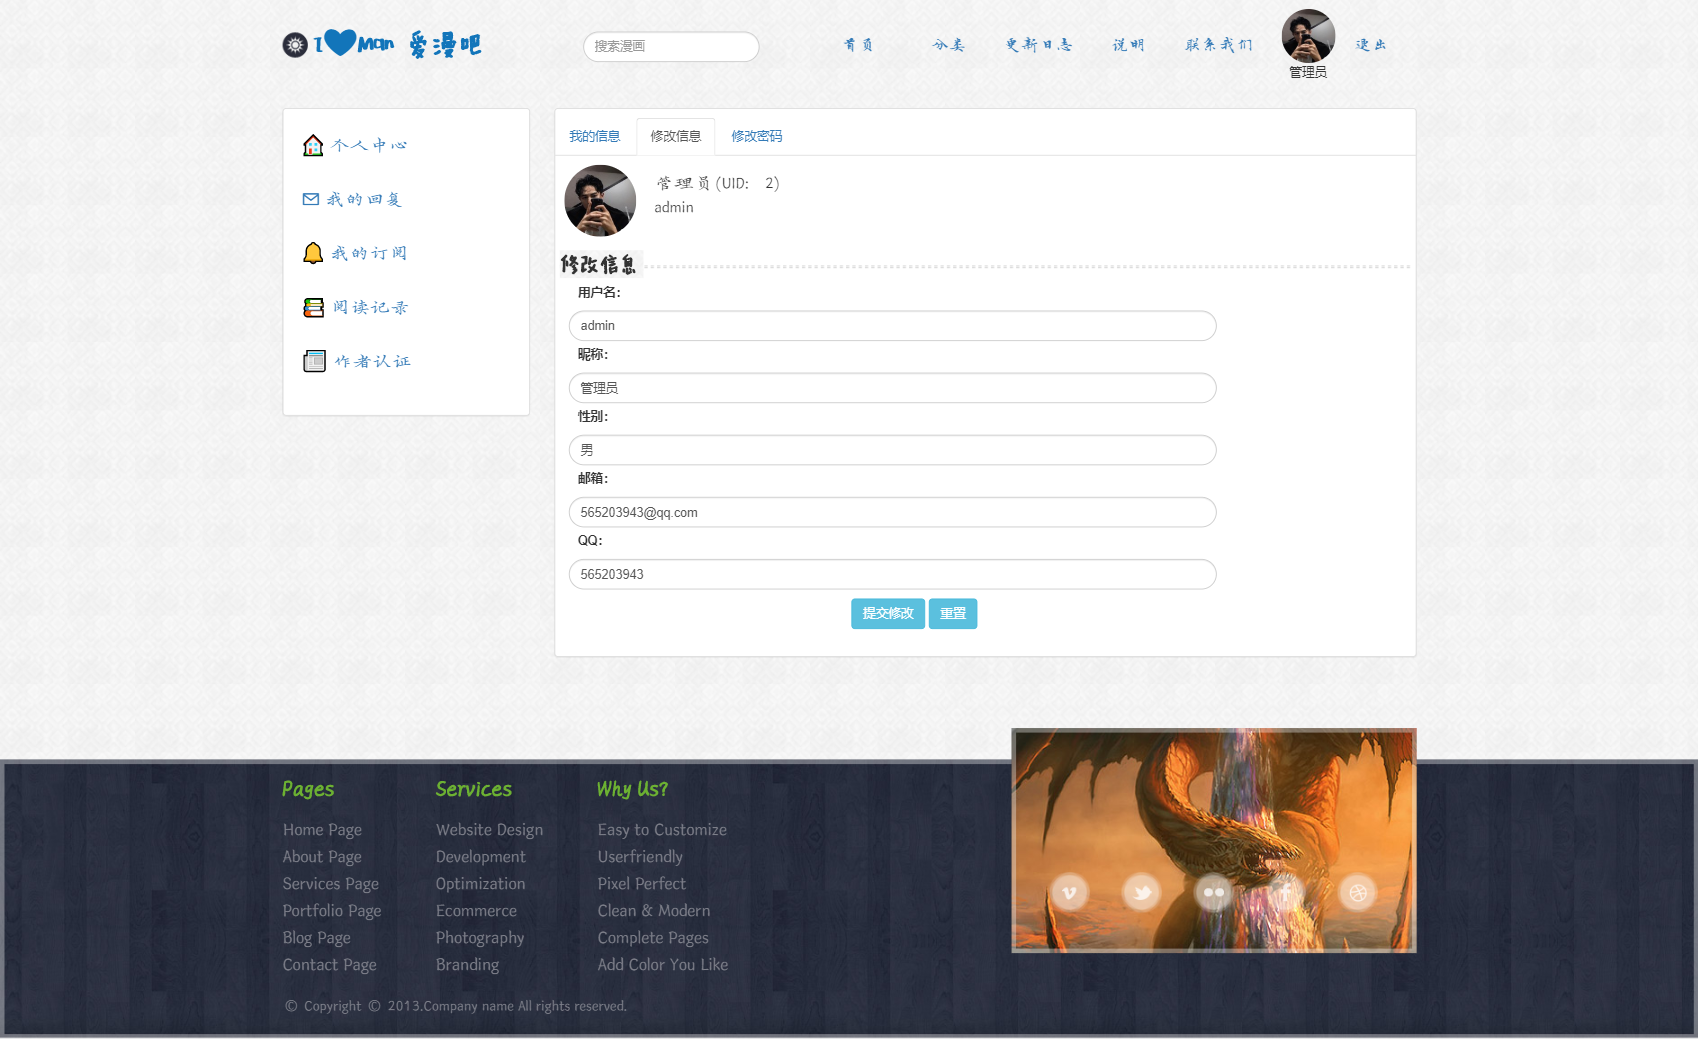 I Man 爱漫吧
搜索漫画
首页 分类 更新日志 说明 联系我们 退出
管理员
个人中心
我的回复
我的订阅
阅读记录
作者认证
我的信息 修改信息 修改密码
管理员(UID: 2)
admin
修改信息
用户名:
admin
昵称:
管理员
性别:
男
邮箱:
565203943@qq.com
QQ:
565203943
提交修改 重置
Pages
Home Page
About Page
Services Page
Portfolio Page
Blog Page
Contact Page
Services
Website Design
Development
Optimization
Ecommerce
Photography
Branding
Why Us?
Easy to Customize
Userfriendly
Pixel Perfect
Clean & Modern
Complete Pages
Add Color You Like
© Copyright © 2013.Company name All rights reserved.